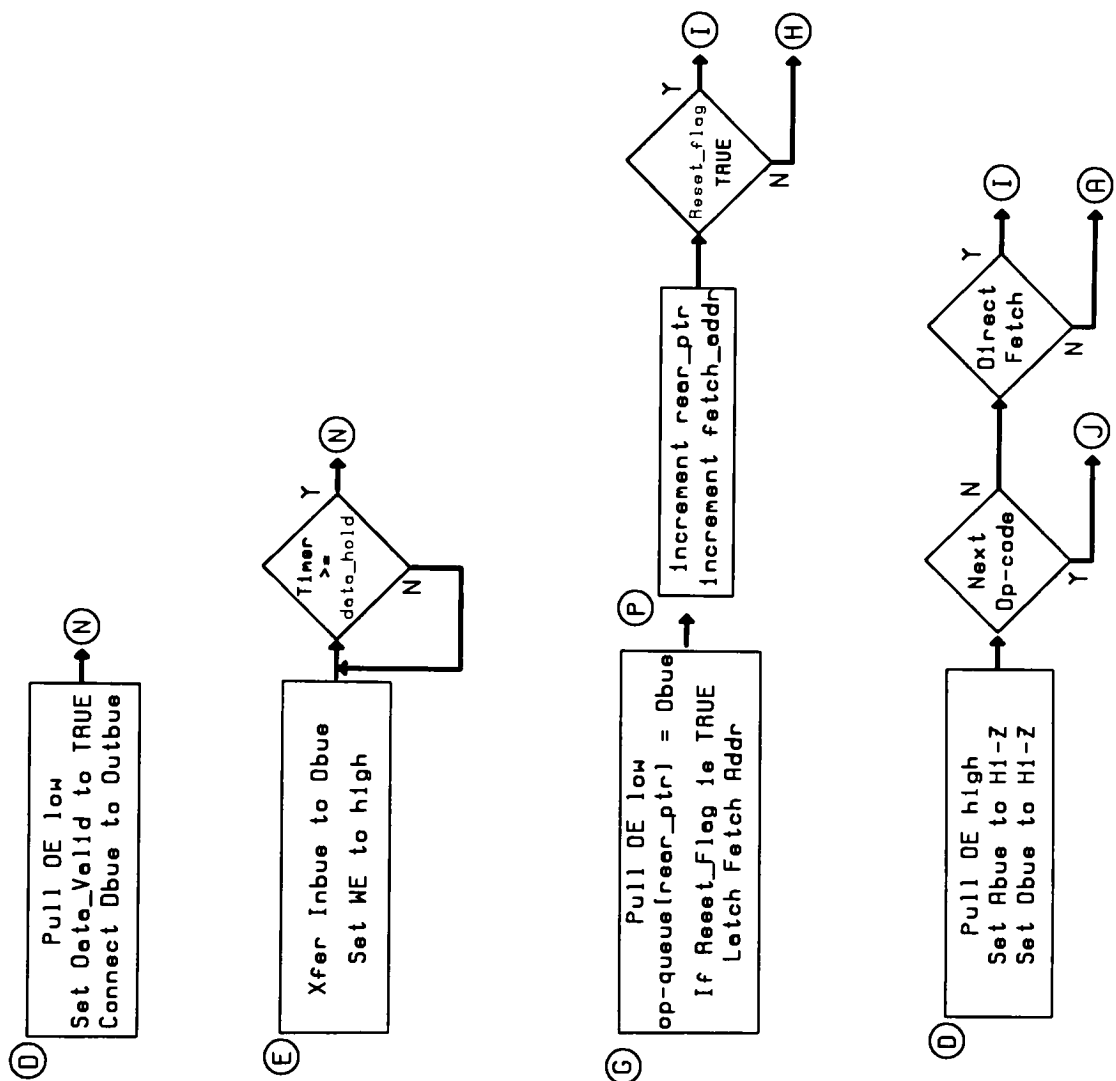 D
Pull OE low
Set Data_Valid to TRUE
Connect Dbus to Outbus
N
E
Xfer Inbus to Dbus
Set WE to high
Timer
>=
data_hold
Y
N
N
G
Pull OE low
op-queue(rear_ptr) = Dbus
If Reset_Flag is TRUE
Latch Fetch Addr
P
increment rear_ptr
increment fetch_addr
Reset_flag
TRUE
Y
I
N
H
O
Pull OE high
Set Abus to Hi-Z
Set Dbus to Hi-Z
Next
Op-code
N
Y
J
Direct
Fetch
Y
I
N
A